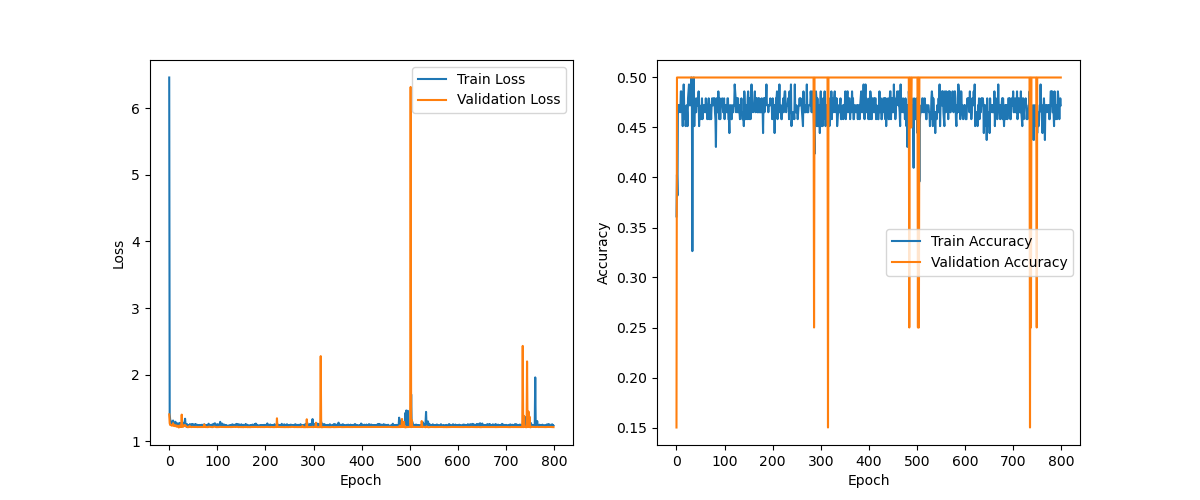 Train Loss
Validation Loss
6
5
4
3
2
1
Loss
0 100 200 300 400 500 600 700 800
Epoch
0.50
0.45
0.40
0.35
0.30
0.25
0.20
0.15
Accuracy
Train Accuracy
Validation Accuracy
0 100 200 300 400 500 600 700 800
Epoch